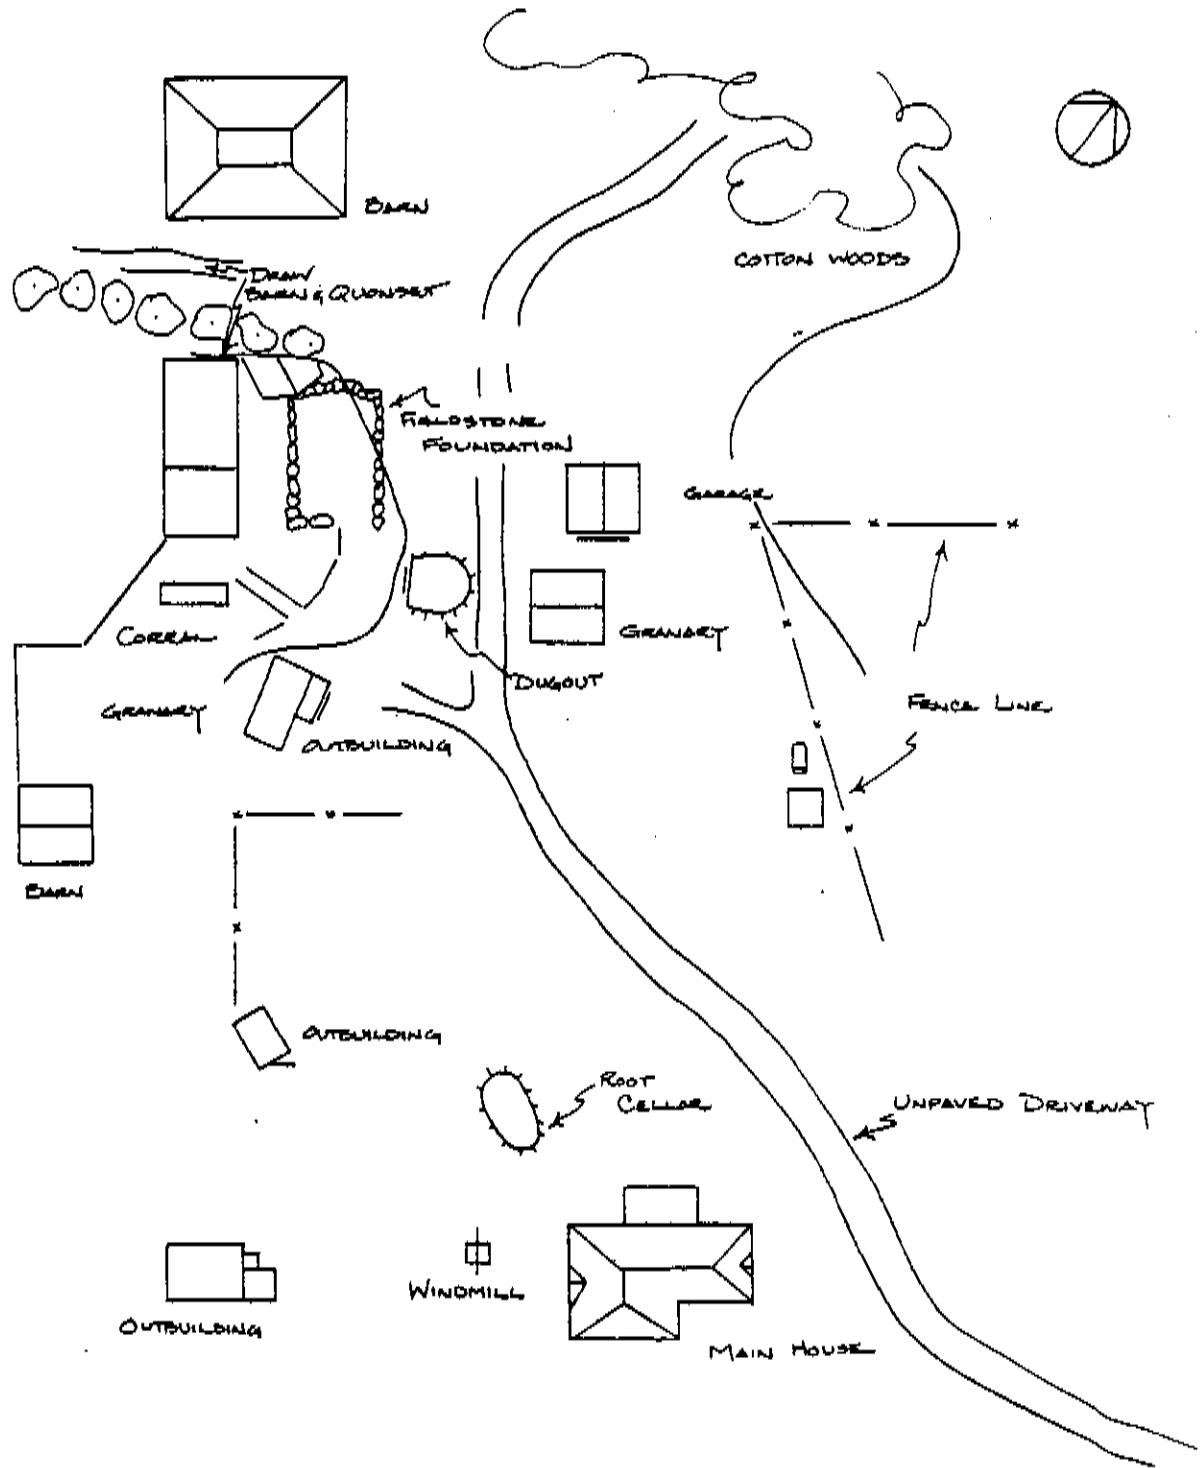 BARN
COTTON WOODS
DRAW
BARN & QUONSET
FIELDSTONE
FOUNDATION
GARAGE
CORRAL
GRANARY
DUGOUT
GRANARY
FENCE LINE
OUTBUILDING
BARN
OUTBUILDING
ROOT
CELLAR
UNPAVED DRIVEWAY
WINDMILL
OUTBUILDING
MAIN HOUSE